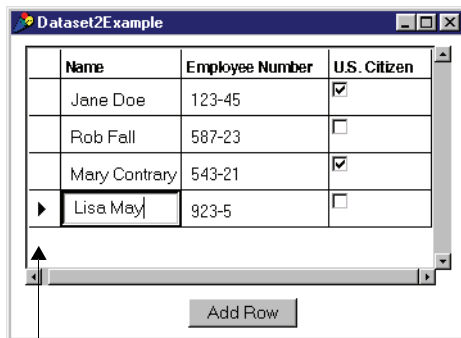 Dataset2Example
Name Employee Number U.S. Citizen
Jane Doe 123-45
Rob Fall 587-23
Mary Contrary 543-21
Lisa May 923-5
Add Row